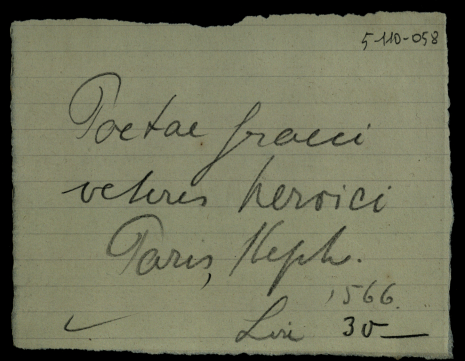 5-110-058
Poetae graeci
veteres heroici
Paris, Steph.
1566.
Lire 30—